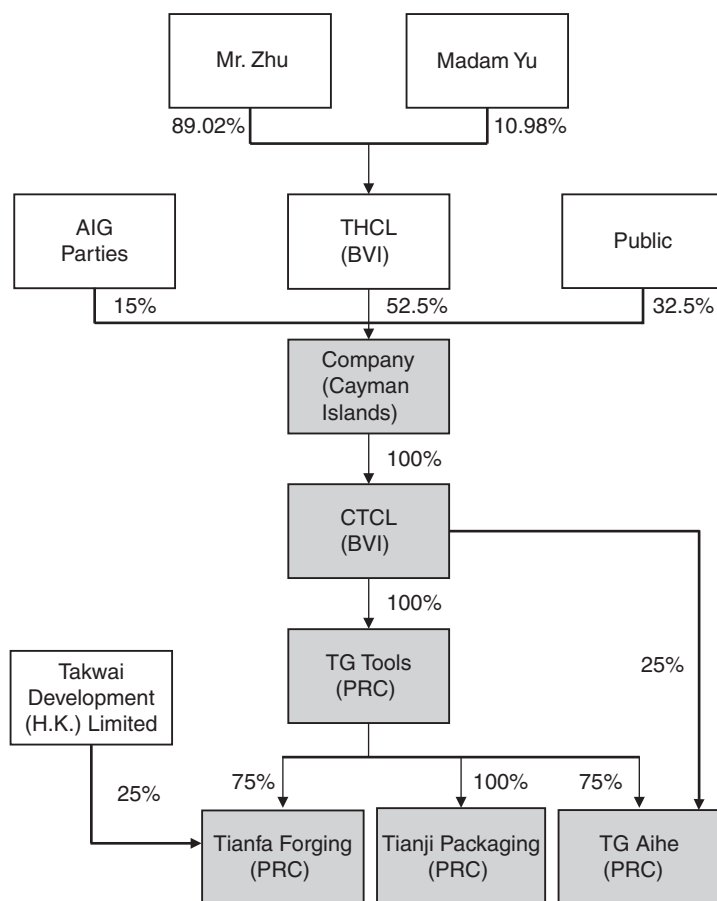 Mr. Zhu
Madam Yu
89.02%
10.98%
AIG
Parties
THCL
(BVI)
Public
15%
52.5%
32.5%
Company
(Cayman
Islands)
100%
CTCL
(BVI)
100%
TG Tools
(PRC)
25%
Takwai
Development
(H.K.) Limited
25%
75%
100%
75%
Tianfa Forging
(PRC)
Tianji Packaging
(PRC)
TG Aihe
(PRC)